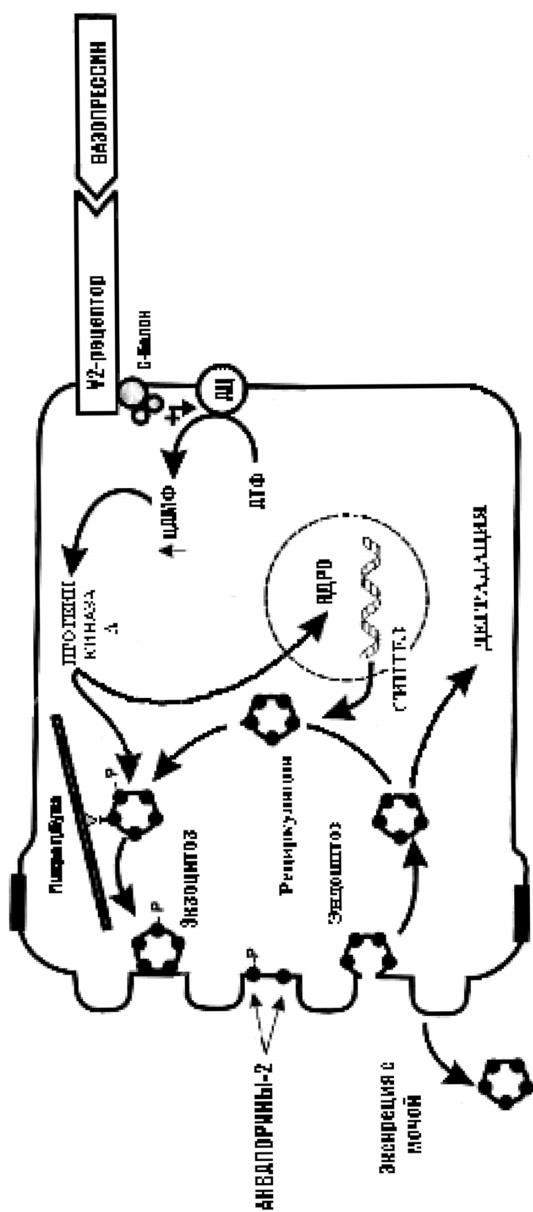 ВАЗОПРЕССИН
V2-рецептор
G-белок
+
АЦ
АТФ
цАМФ
ПРОТЕИН
КИНАЗА
А
ЯДРО
СИНТЕЗ
ДЕГРАДАЦИЯ
Микротрубка
P
Экзоцитоз
P
Рециркуляция
Эндоцитоз
P
АКВАПОРИНЫ-2
Экскреция с
мочой